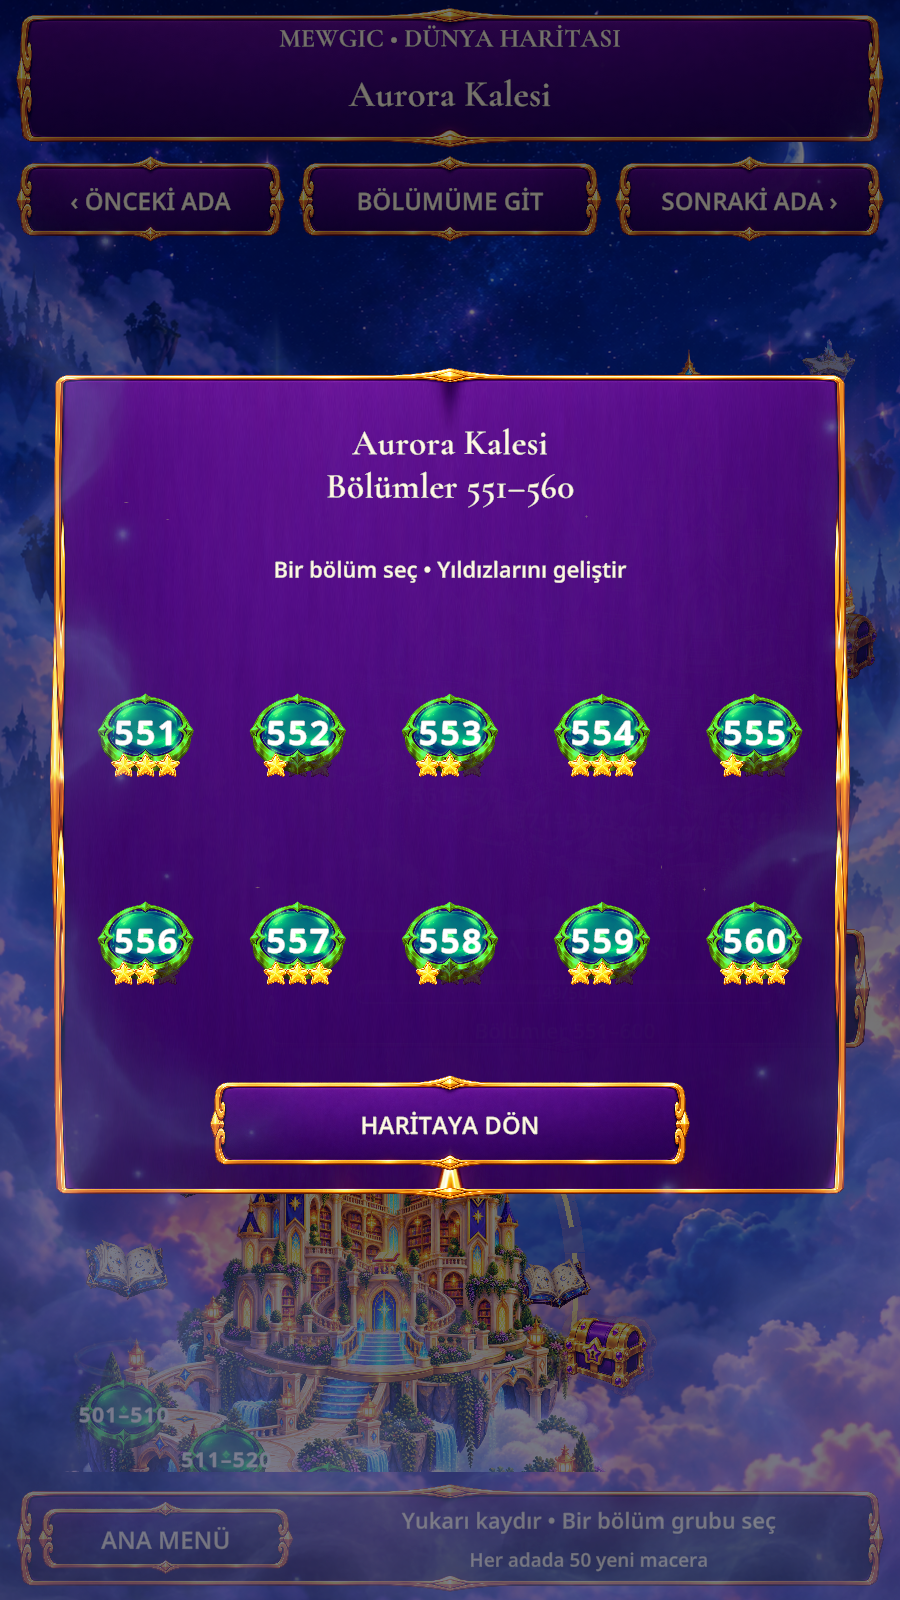 MEWGIC • DÜNYA HARİTASI
Aurora Kalesi
‹ ÖNCEKİ ADA
BÖLÜMÜME GİT
SONRAKİ ADA ›
Aurora Kalesi
Bölümler 551–560
Bir bölüm seç • Yıldızlarını geliştir
551
552
553
554
555
556
557
558
559
560
HARİTAYA DÖN
501–510
511–520
ANA MENÜ
Yukarı kaydır • Bir bölüm grubu seç
Her adada 50 yeni macera